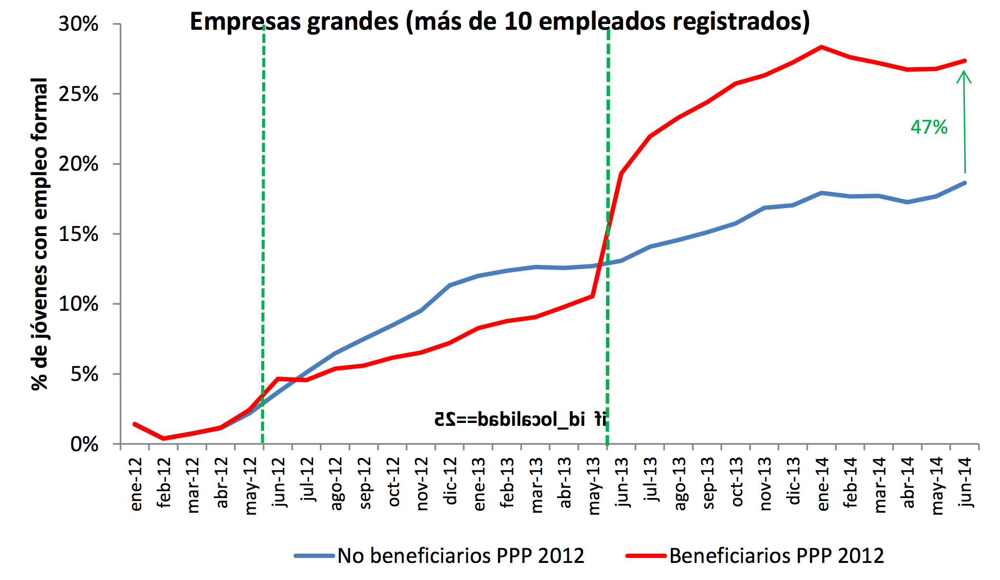 Empresas grandes (más de 10 empleados registrados)
% de jóvenes con empleo formal
30%
25%
20%
15%
10%
5%
0%
47%
if id_localidad==25
ene-12
feb-12
mar-12
abr-12
may-12
jun-12
jul-12
ago-12
sep-12
oct-12
nov-12
dic-12
ene-13
feb-13
mar-13
abr-13
may-13
jun-13
jul-13
ago-13
sep-13
oct-13
nov-13
dic-13
ene-14
feb-14
mar-14
abr-14
may-14
jun-14
No beneficiarios PPP 2012
Beneficiarios PPP 2012